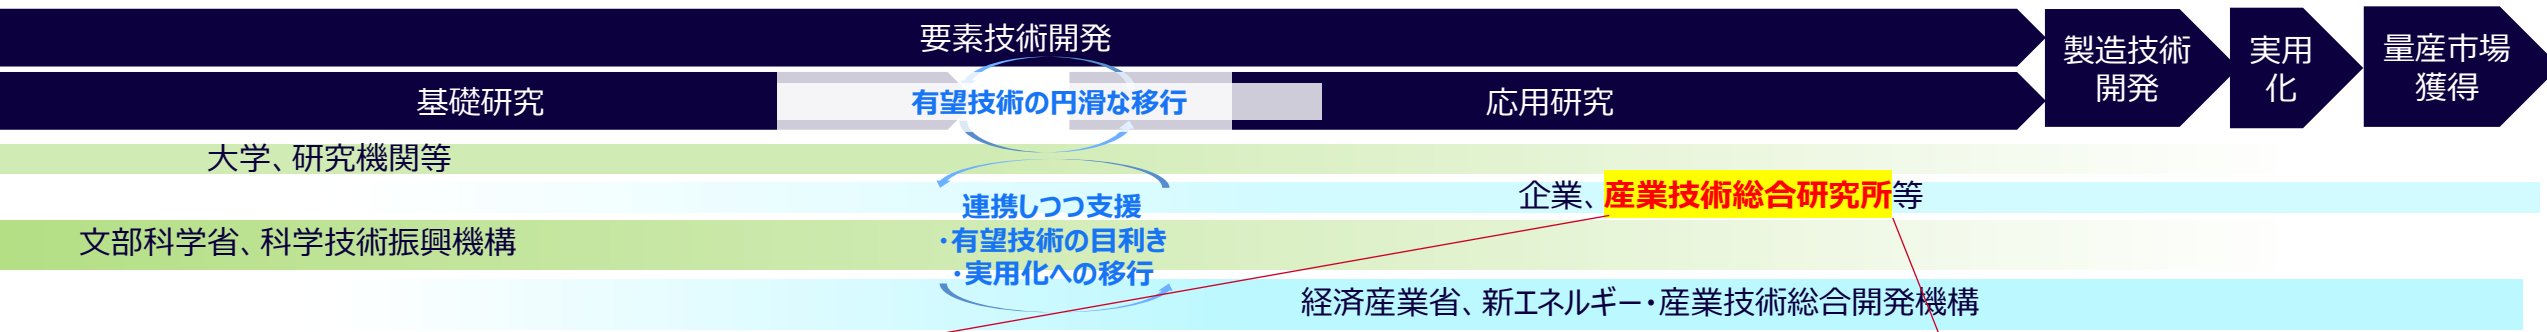 要素技術開発
製造技術
開発
実用
化
量産市場
獲得
基礎研究
有望技術の円滑な移行
応用研究
大学、研究機関等
企業、産業技術総合研究所等
連携しつつ支援
・有望技術の目利き
・実用化への移行
文部科学省、科学技術振興機構
経済産業省、新エネルギー・産業技術総合開発機構